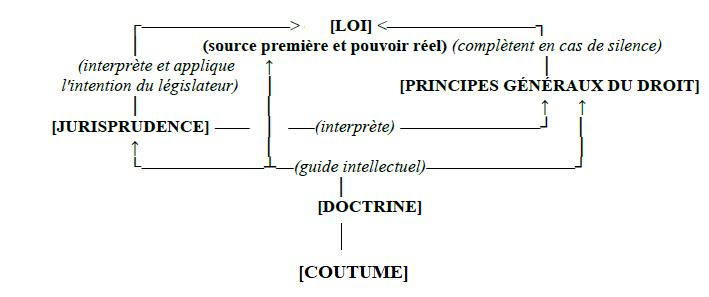 [LOI]
(source première et pouvoir réel) (complètent en cas de silence)
(interprète et applique
l'intention du législateur)
[PRINCIPES GÉNÉRAUX DU DROIT]
[JURISPRUDENCE]
(interprète)
(guide intellectuel)
[DOCTRINE]
[COUTUME]